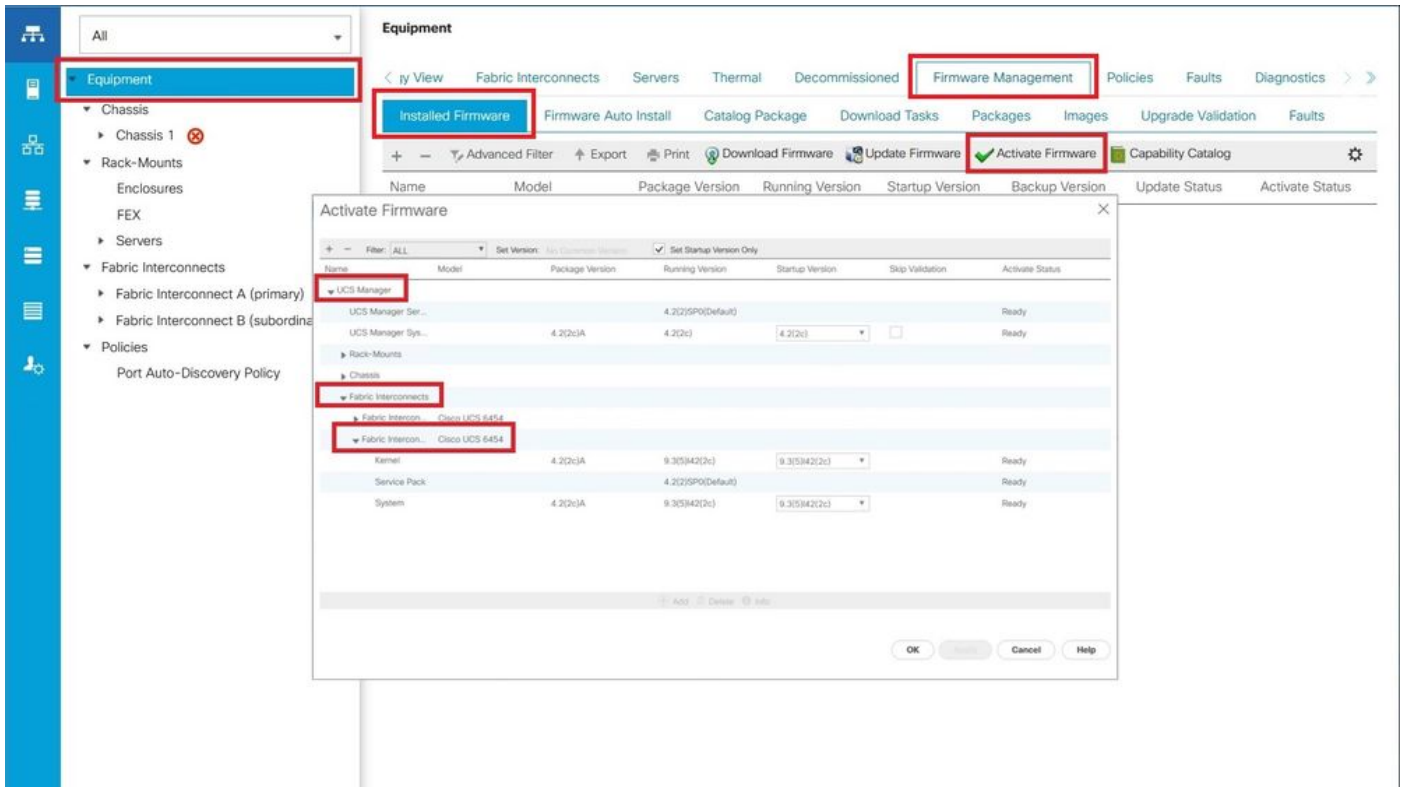 All
Equipment
Chassis
Chassis 1
Rack-Mounts
Enclosures
FEX
Servers
Fabric Interconnects
Fabric Interconnect A (primary)
Fabric Interconnect B (subordina
Policies
Port Auto-Discovery Policy
Equipment
gy View Fabric Interconnects Servers Thermal Decommissioned Firmware Management Policies Faults Diagnostics
Installed Firmware Firmware Auto Install Catalog Package Download Tasks Packages Images Upgrade Validation Faults
+ − Advanced Filter Export Print Download Firmware Update Firmware Activate Firmware Capability Catalog
Name Model Package Version Running Version Startup Version Backup Version Update Status Activate Status
Activate Firmware
+ − Filter: ALL Set Version: No Common Version Set Startup Version Only
Name Model Package Version Running Version Startup Version Skip Validation Activate Status
UCS Manager
UCS Manager Ser... 4.2(2)SP0(Default) Ready
UCS Manager Sys... 4.2(2c)A 4.2(2c) 4.2(2c) Ready
Rack-Mounts
Chassis
Fabric Interconnects
Fabric Intercon... Cisco UCS 6454
Fabric Intercon... Cisco UCS 6454
Kernel 4.2(2c)A 9.3(5)I42(2c) 9.3(5)I42(2c) Ready
Service Pack 4.2(2)SP0(Default) Ready
System 4.2(2c)A 9.3(5)I42(2c) 9.3(5)I42(2c) Ready
Add Delete Info
OK Cancel Help